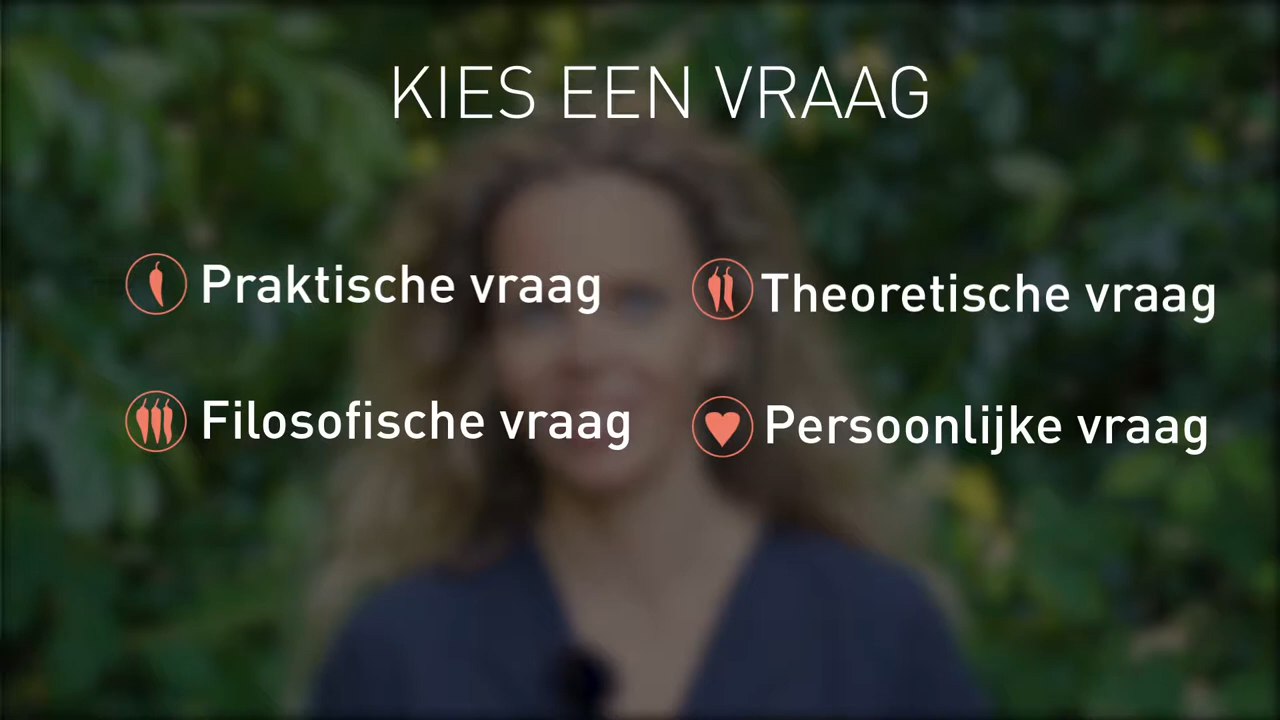 KIES EEN VRAAG
Praktische vraag
Theoretische vraag
Filosofische vraag
Persoonlijke vraag